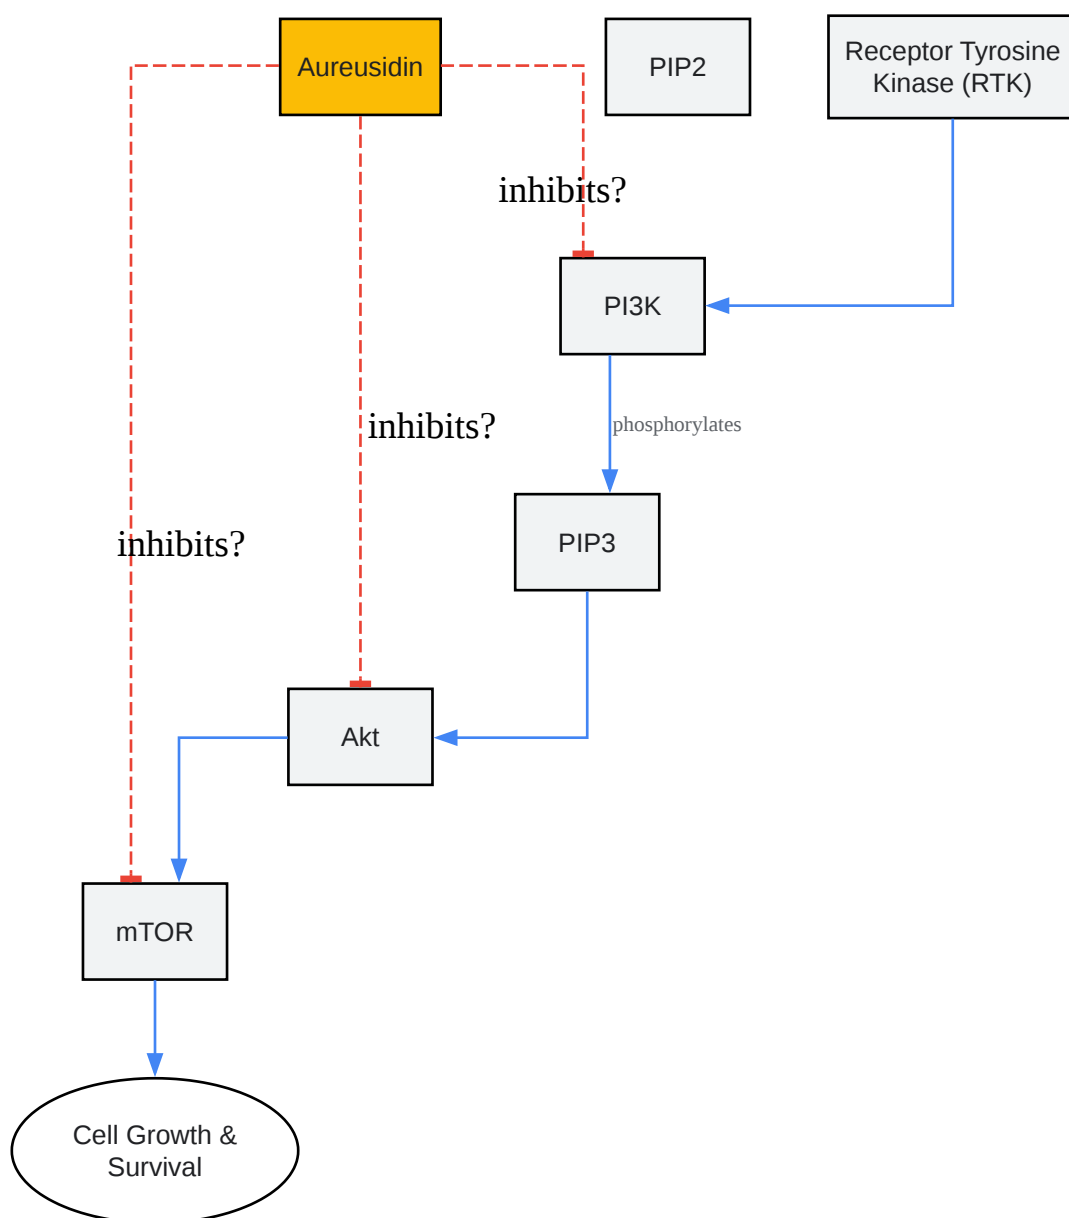 Aureusidin
PIP2
Receptor Tyrosine
Kinase (RTK)
inhibits?
PI3K
inhibits?
phosphorylates
inhibits?
PIP3
Akt
mTOR
Cell Growth &
Survival